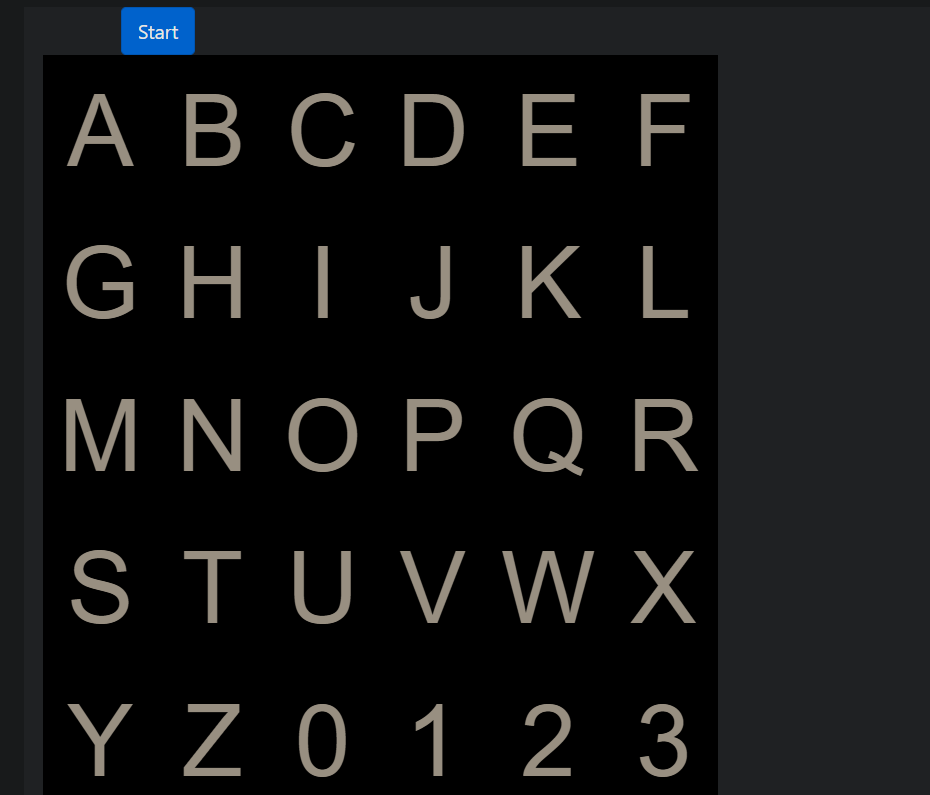 Start
A B C D E F
G H I J K L
M N O P Q R
S T U V W X
Y Z 0 1 2 3